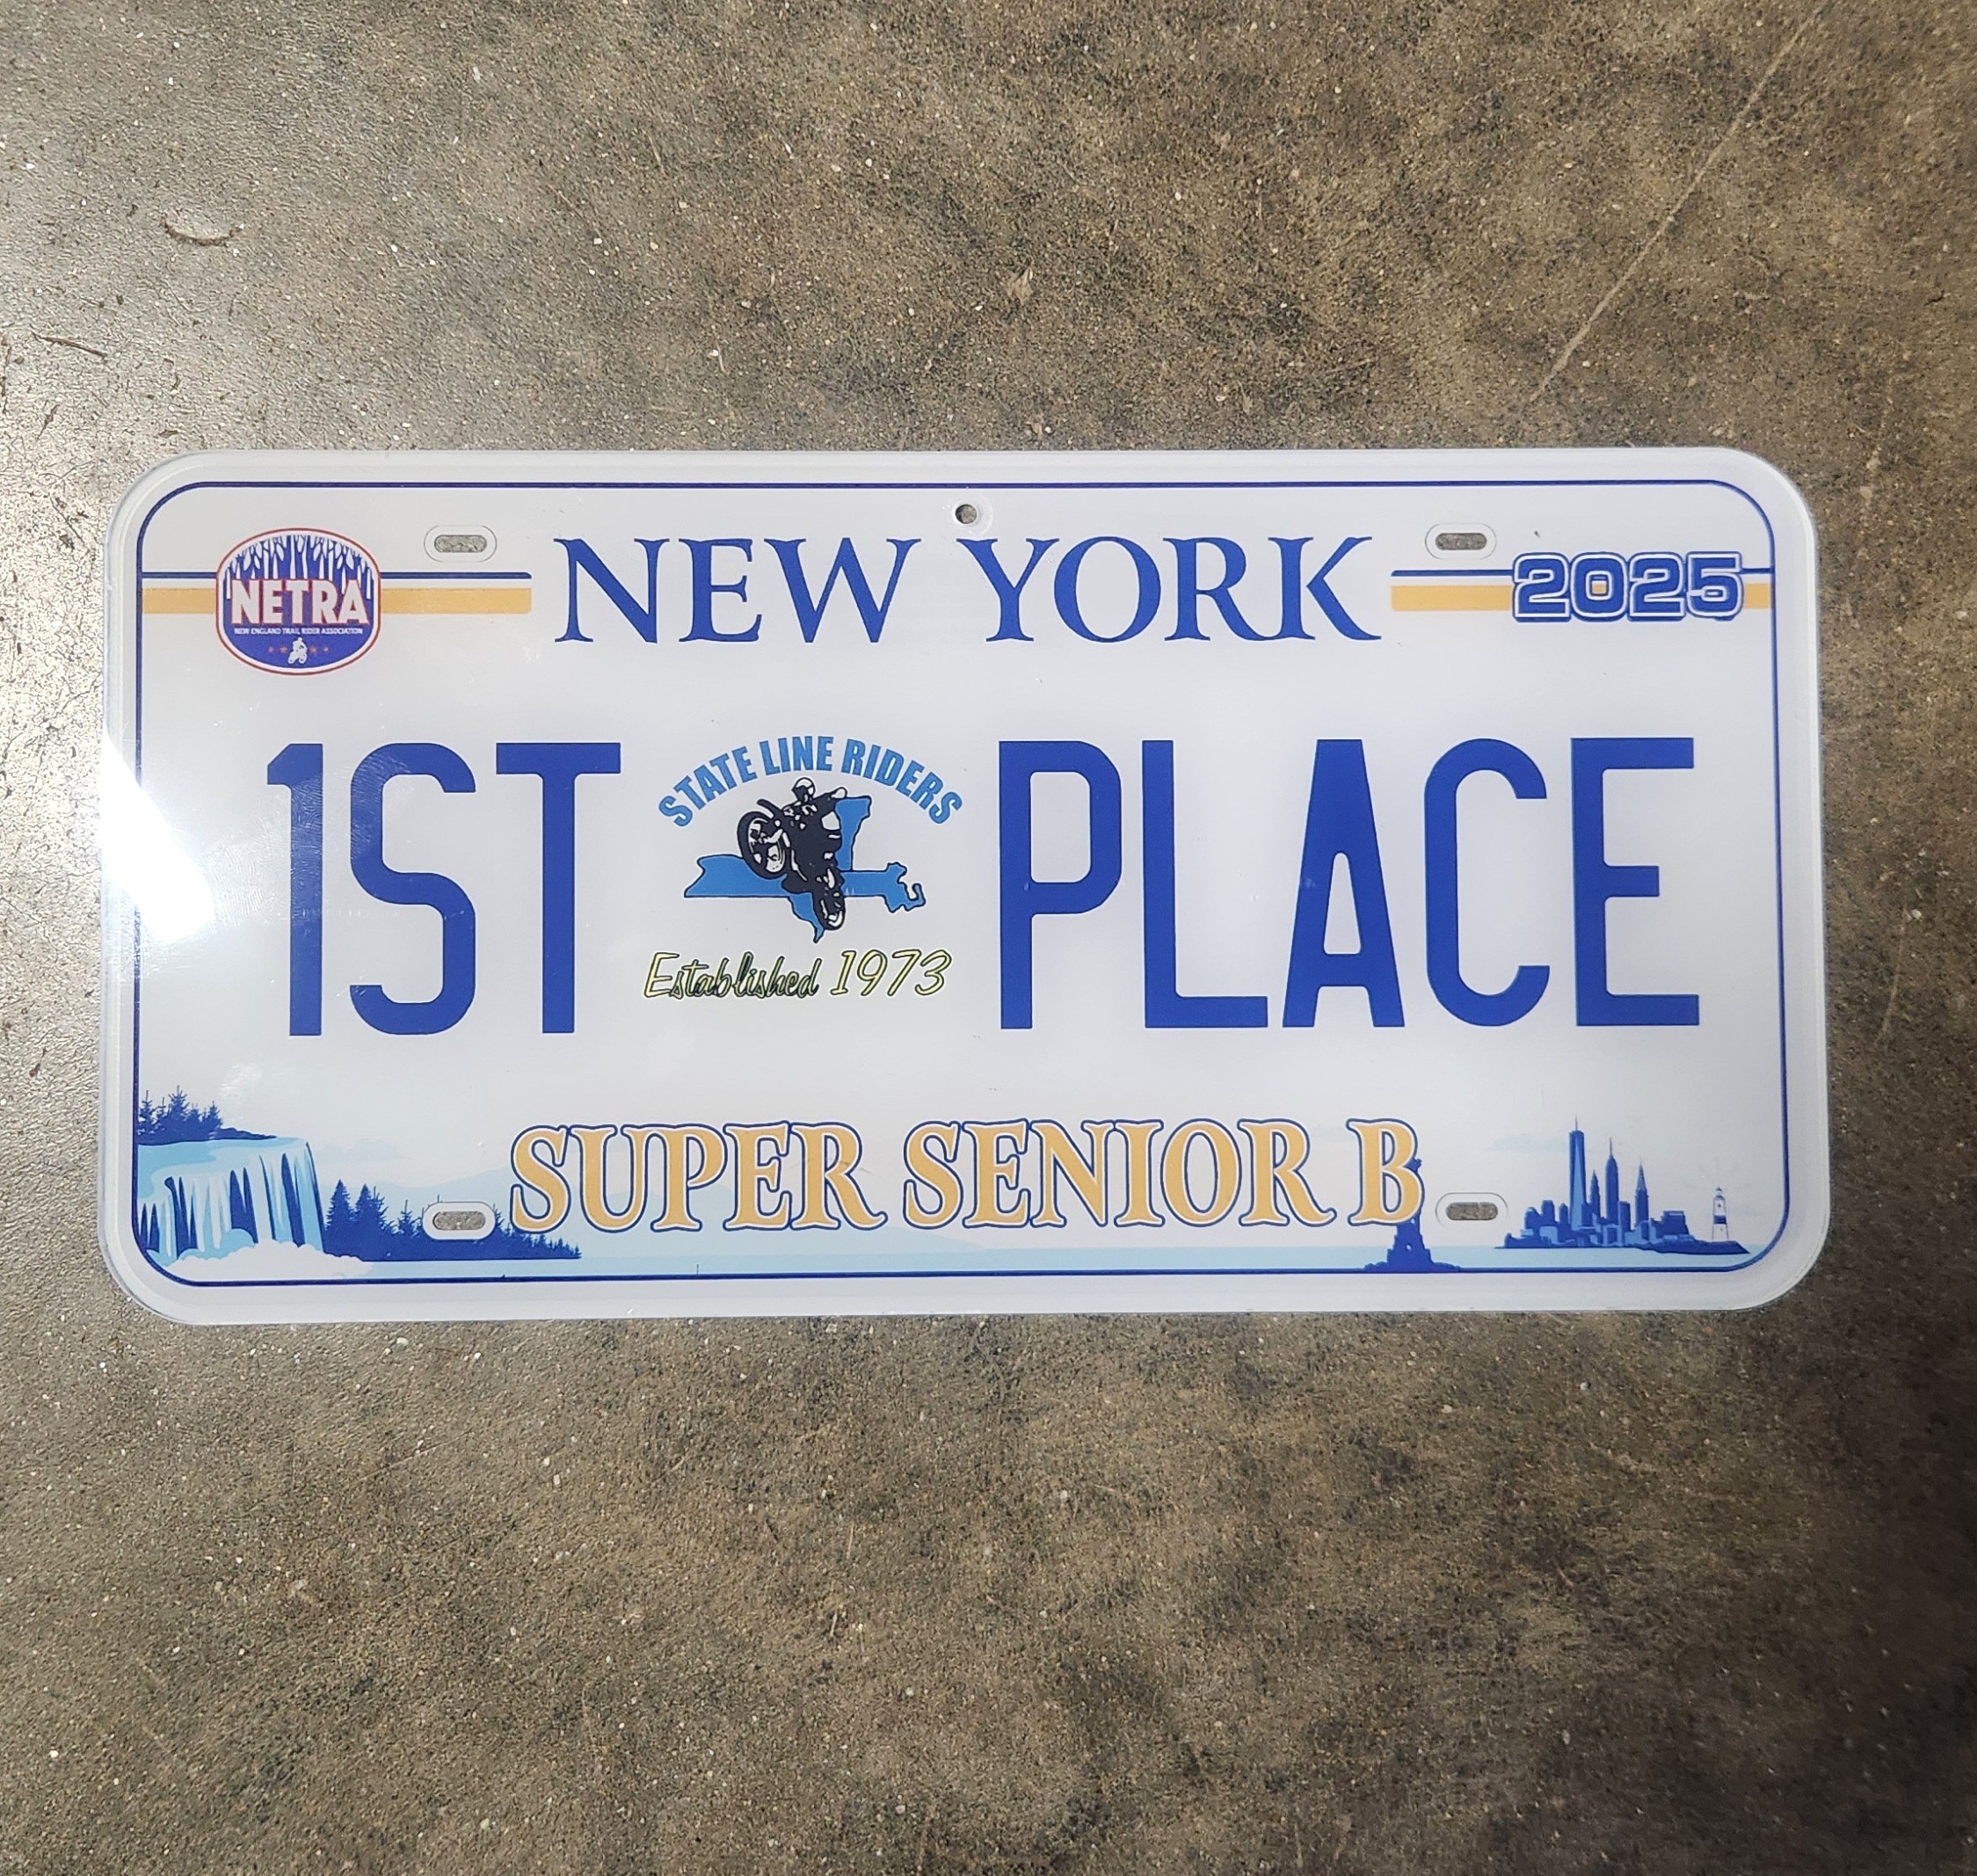 NEW YORK
NETRA
NEW ENGLAND TRAIL RIDER ASSOCIATION
2025
1ST
STATE LINE RIDERS
Established 1973
PLACE
SUPER SENIOR B